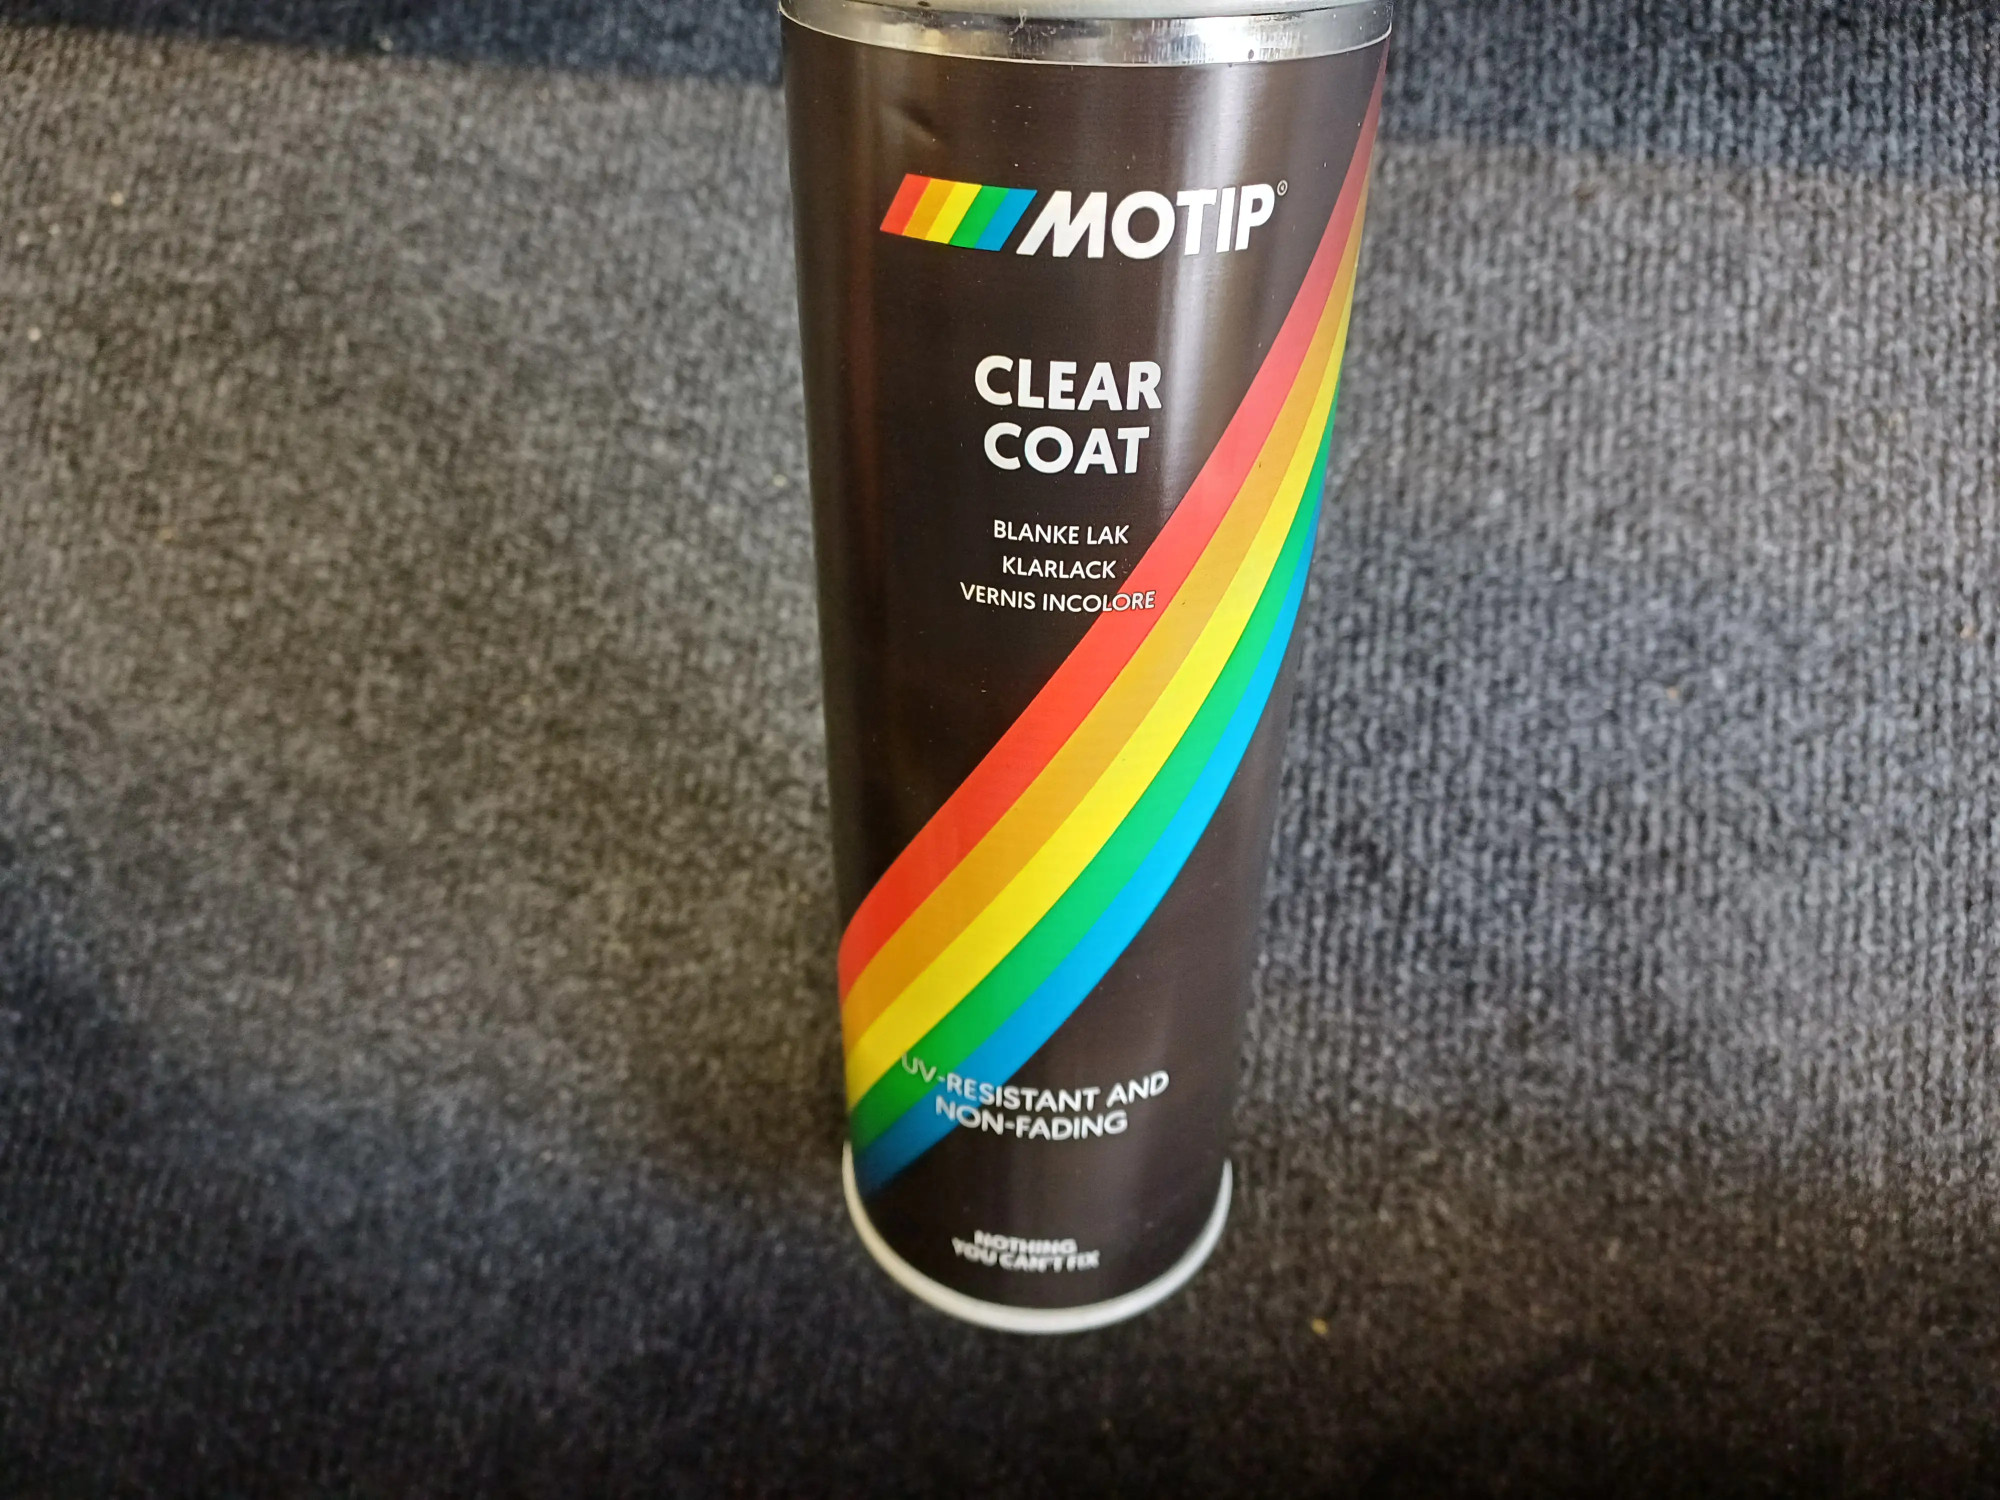 MOTIP®
CLEAR
COAT
BLANKE LAK
KLARLACK
VERNIS INCOLORE
UV-RESISTANT AND
NON-FADING
NOTHING
YOU CAN'T FIX